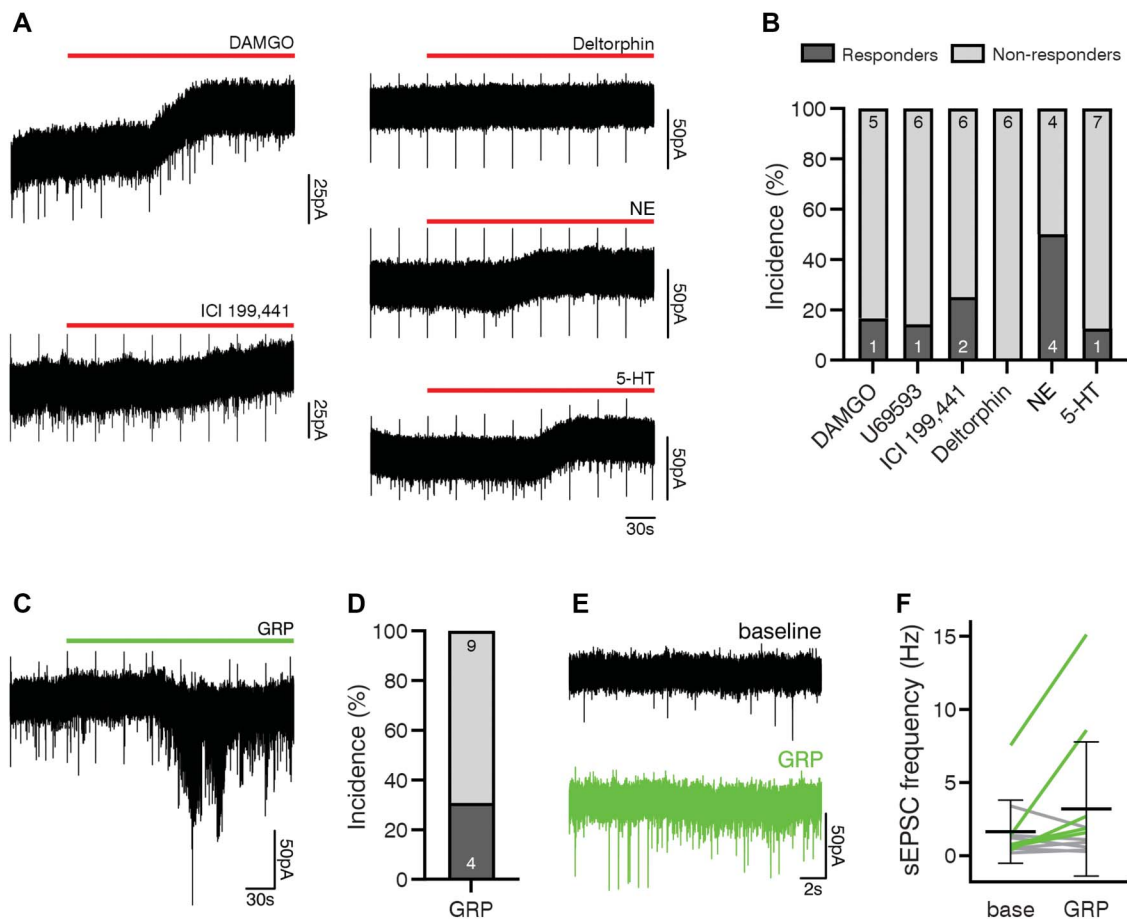 A
DAMGO
25pA
ICI 199,441
25pA
Deltorphin
50pA
NE
50pA
5-HT
50pA
30s
B
Responders
Non-responders
Incidence (%)
100
80
60
40
20
0
5
6
6
6
4
7
1
1
2
4
1
DAMGO
U69593
ICI 199,441
Deltorphin
NE
5-HT
C
GRP
50pA
30s
D
Incidence (%)
100
80
60
40
20
0
9
4
GRP
E
baseline
GRP
50pA
2s
F
sEPSC frequency (Hz)
15
10
5
0
base
GRP